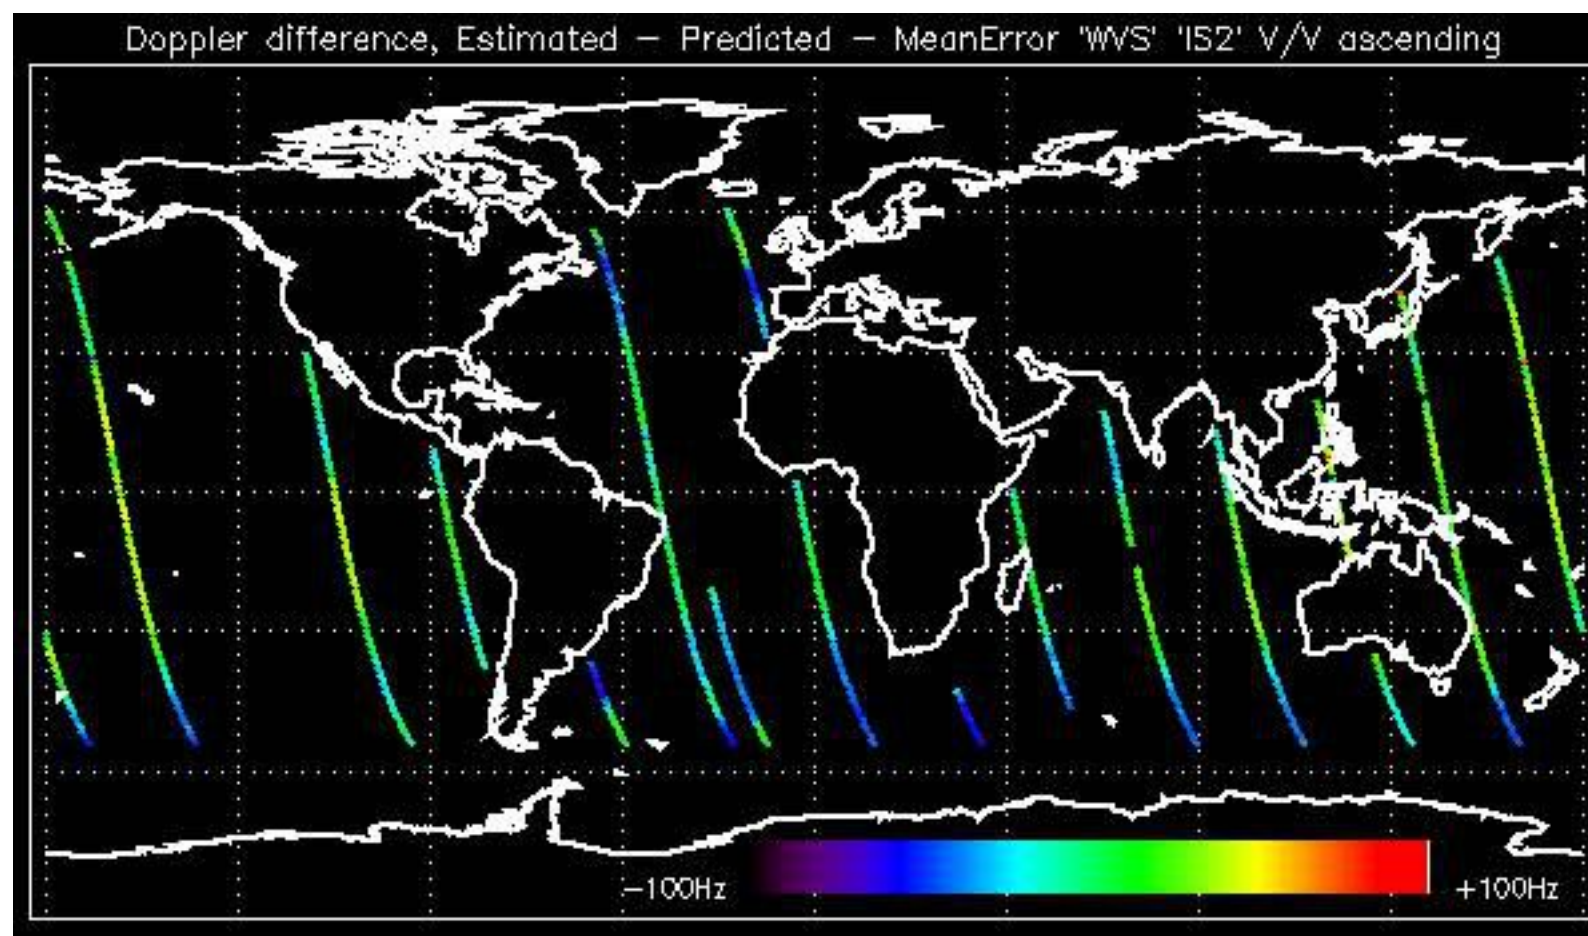 Doppler difference, Estimated – Predicted – MeanError 'WVS' 'IS2' V/V ascending
–100Hz +100Hz